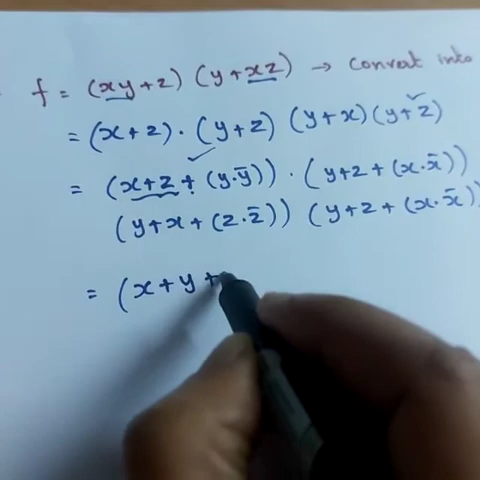 f = (xy+z) (y+xz) → convert into
= (x+z) · (y+z) (y+x) (y+z)
= (x+z+(y·ȳ)) · (y+z+(x·x̄))
(y+x+(z·z̄)) (y+z+(x·x̄))
= (x+y+